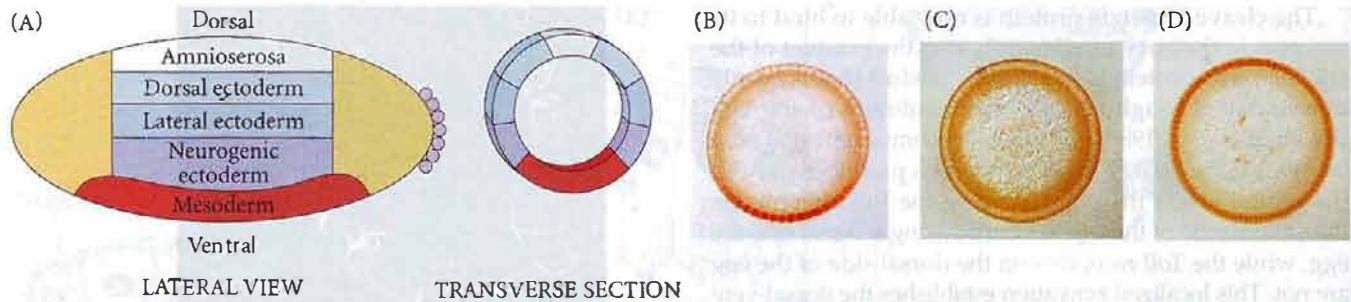 (A)
Dorsal
Amnioserosa
Dorsal ectoderm
Lateral ectoderm
Neurogenic
ectoderm
Mesoderm
Ventral
LATERAL VIEW
TRANSVERSE SECTION
(B)
(C)
(D)